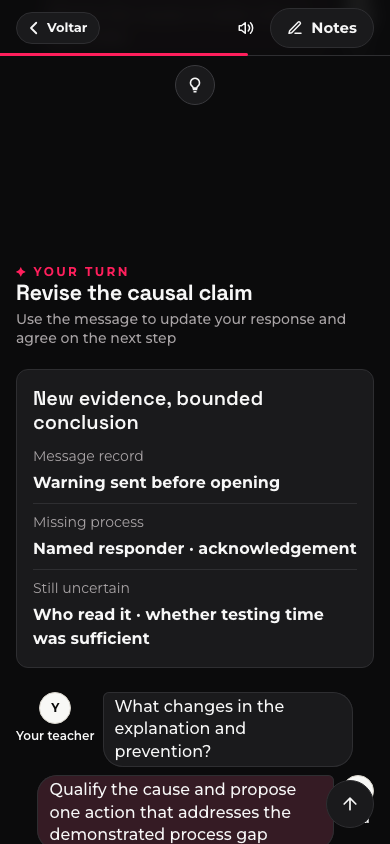 Voltar
Notes
YOUR TURN
Revise the causal claim
Use the message to update your response and
agree on the next step
New evidence, bounded
conclusion
Message record
Warning sent before opening
Missing process
Named responder · acknowledgement
Still uncertain
Who read it · whether testing time
was sufficient
Y
Your teacher
What changes in the
explanation and
prevention?
Qualify the cause and propose
one action that addresses the
demonstrated process gap